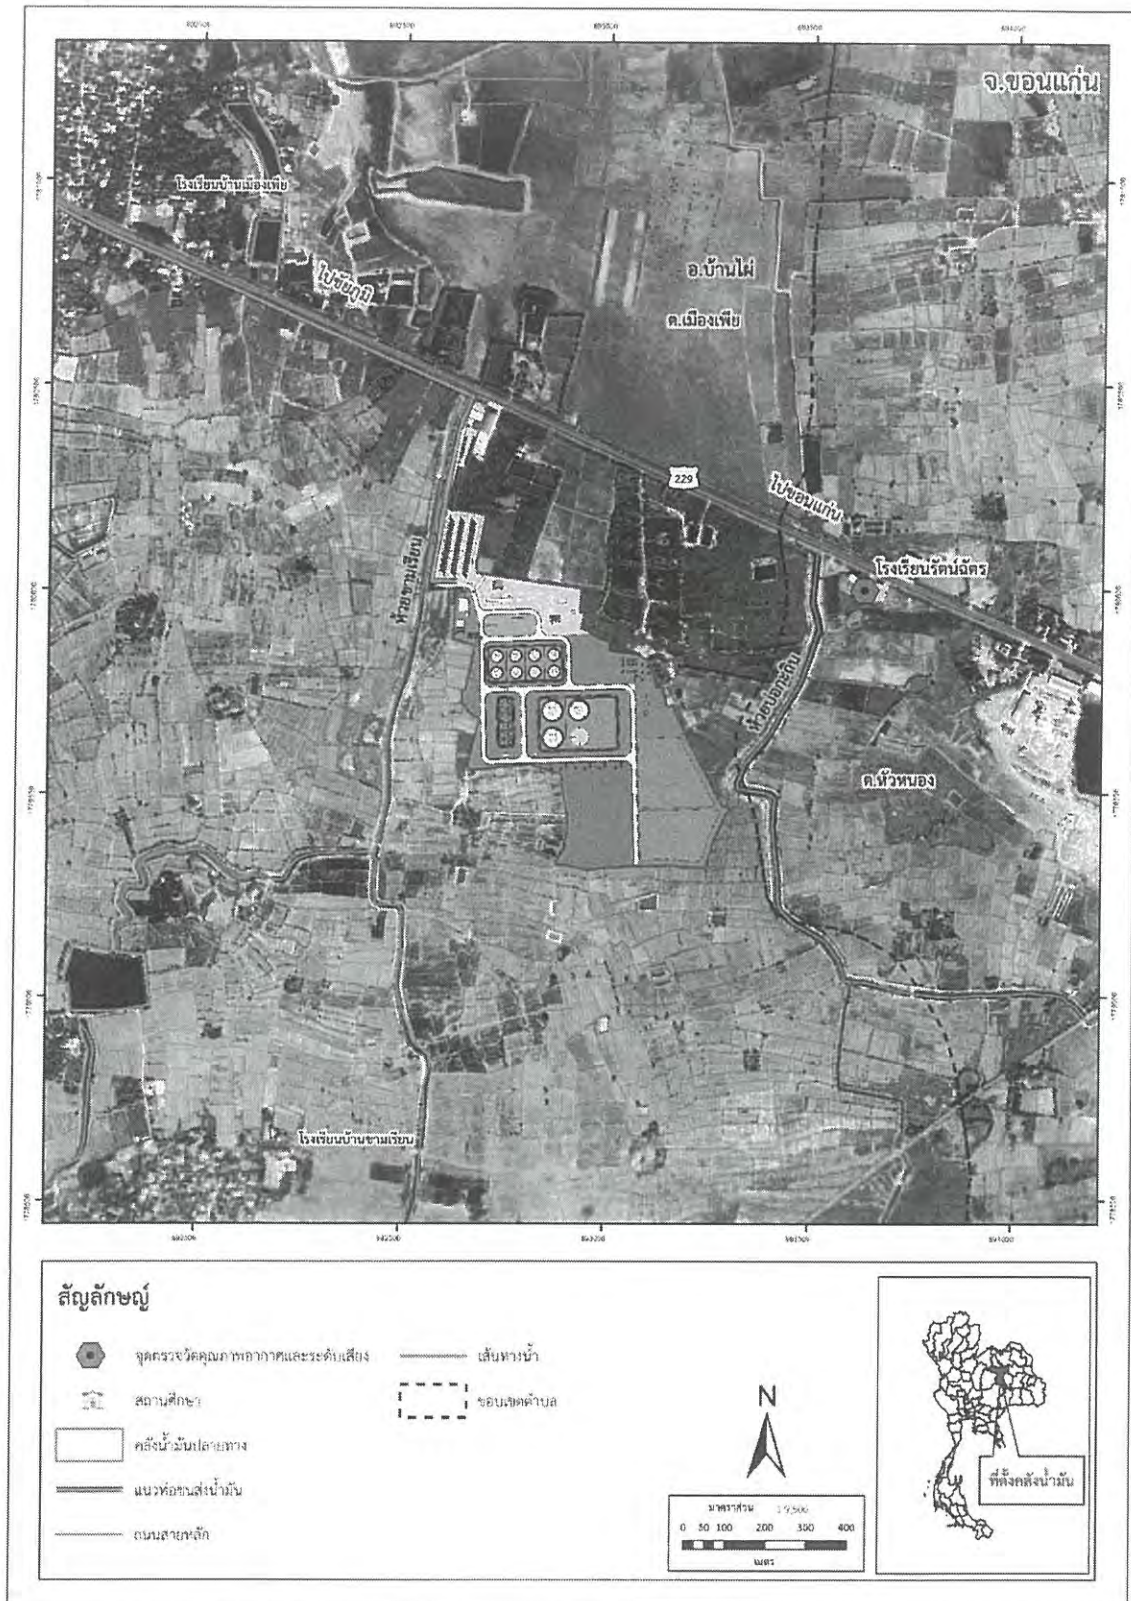 จ.ขอนแก่น
โรงเรียนบ้านเมืองเพีย
ไปชัยภูมิ
อ.บ้านไผ่
ต.เมืองเพีย
229
ไปขอนแก่น
โรงเรียนรัตน์ฉัตร
ห้วยขามเรียน
ห้วยบ่อกะถิน
ต.หัวหนอง
โรงเรียนบ้านขามเรียน
สัญลักษณ์
จุดตรวจวัดคุณภาพอากาศและระดับเสียง
เส้นทางน้ำ
สถานศึกษา
ขอบเขตตำบล
คลังน้ำมันปลายทาง
แนวท่อขนส่งน้ำมัน
ถนนสายหลัก
N
มาตราส่วน 1:9,500
0 50 100 200 300 400
เมตร
ที่ตั้งคลังน้ำมัน